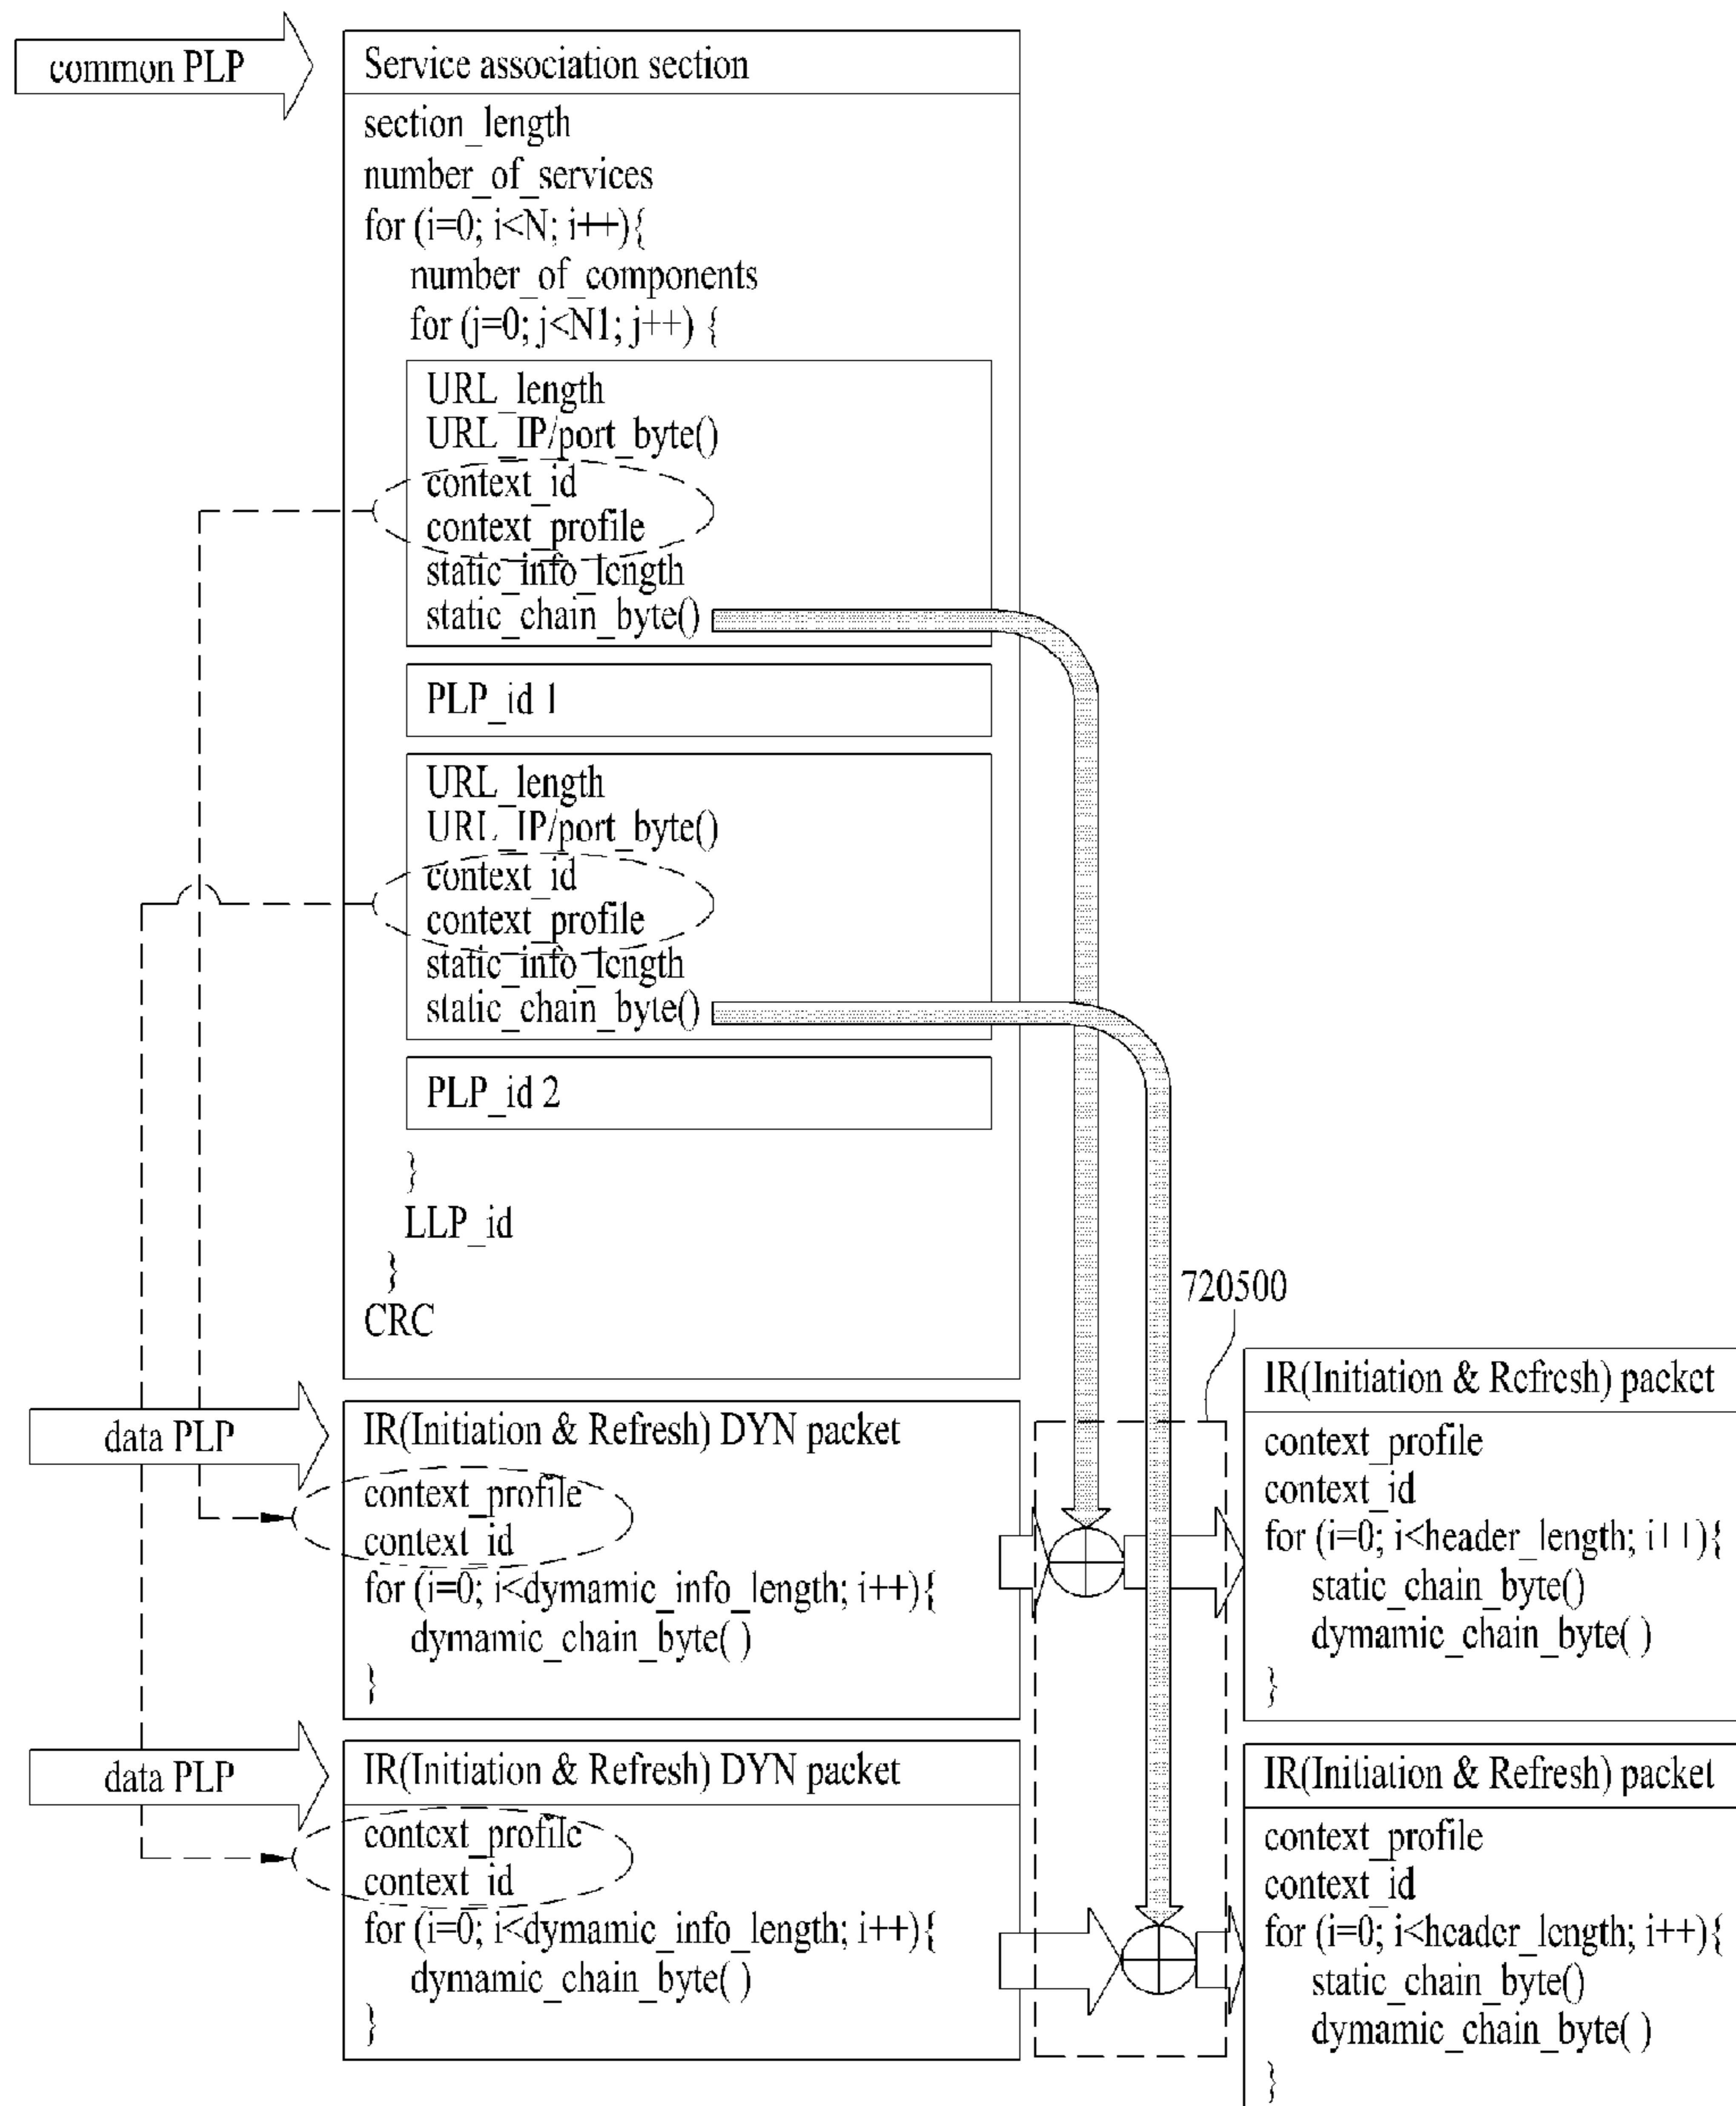 common PLP
Service association section
section_length
number_of_services
for (i=0; i<N; i++){
number_of_components
for (j=0; j<N1; j++) {
URL_length
URL_IP/port_byte()
context_id
context_profile
static_info_length
static_chain_byte()
PLP_id 1
URL_length
URL_IP/port_byte()
context_id
context_profile
static_info_length
static_chain_byte()
PLP_id 2
}
LLP_id
}
CRC
720500
data PLP
IR(Initiation & Refresh) DYN packet
context_profile
context_id
for (i=0; i<dymamic_info_length; i++){
dymamic_chain_byte( )
}
IR(Initiation & Refresh) packet
context_profile
context_id
for (i=0; i<header_length; i++){
static_chain_byte()
dymamic_chain_byte( )
}
data PLP
IR(Initiation & Refresh) DYN packet
context_profile
context_id
for (i=0; i<dymamic_info_length; i++){
dymamic_chain_byte( )
}
IR(Initiation & Refresh) packet
context_profile
context_id
for (i=0; i<header_length; i++){
static_chain_byte()
dymamic_chain_byte( )
}